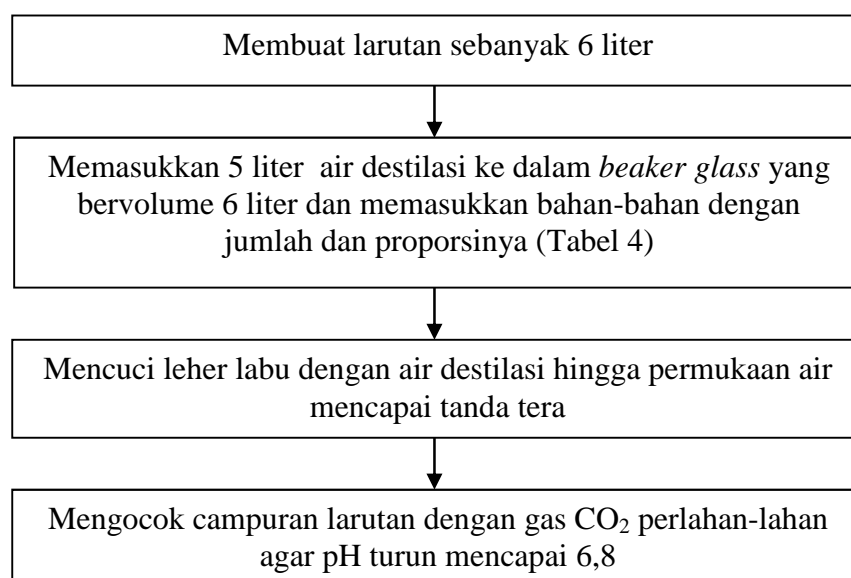 Membuat larutan sebanyak 6 liter
Memasukkan 5 liter air destilasi ke dalam beaker glass yang
bervolume 6 liter dan memasukkan bahan-bahan dengan
jumlah dan proporsinya (Tabel 4)
Mencuci leher labu dengan air destilasi hingga permukaan air
mencapai tanda tera
Mengocok campuran larutan dengan gas CO₂ perlahan-lahan
agar pH turun mencapai 6,8